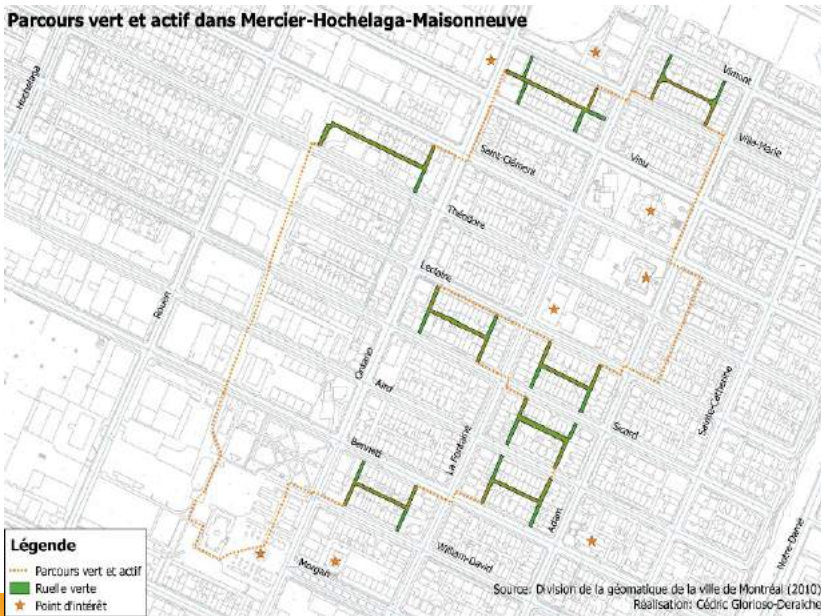 Parcours vert et actif dans Mercier-Hochelaga-Maisonneuve
Hochelaga
Vimont
Ville-Marie
Saint-Clément
Viau
Théodore
Leclaire
Rouen
Ontario
Aird
Sainte-Catherine
Sicard
Bennett
La Fontaine
Adam
Notre-Dame
William-David
Morgan
Légende
Parcours vert et actif
Ruelle verte
Point d'intérêt
Source: Division de la géomatique de la ville de Montréal (2010)
Réalisation: Cédric Glorioso-Deraiche